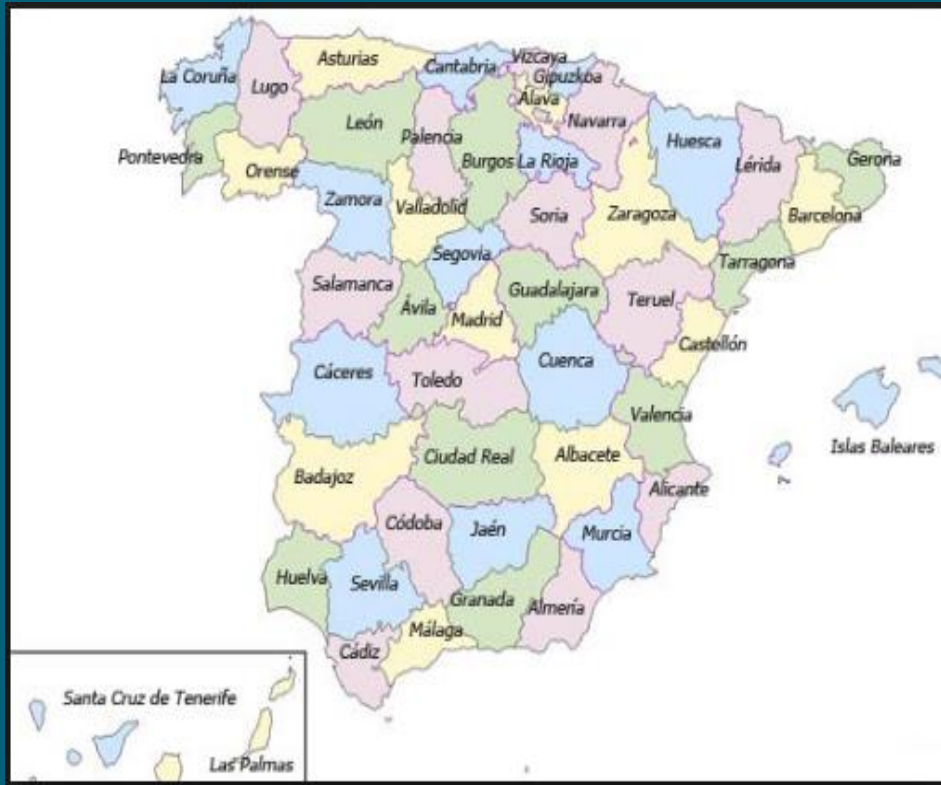 Asturias
Cantabria
Vizcaya
Gipuzkoa
La Coruña
Lugo
Álava
León
Palencia
Navarra
Huesca
Pontevedra
Orense
Burgos
La Rioja
Lérida
Gerona
Zamora
Valladolid
Soria
Zaragoza
Barcelona
Segovia
Tarragona
Salamanca
Ávila
Guadalajara
Teruel
Madrid
Castellón
Cáceres
Toledo
Cuenca
Valencia
Islas Baleares
Badajoz
Ciudad Real
Albacete
Alicante
Córdoba
Jaén
Murcia
Huelva
Sevilla
Granada
Almería
Málaga
Cádiz
Santa Cruz de Tenerife
Las Palmas